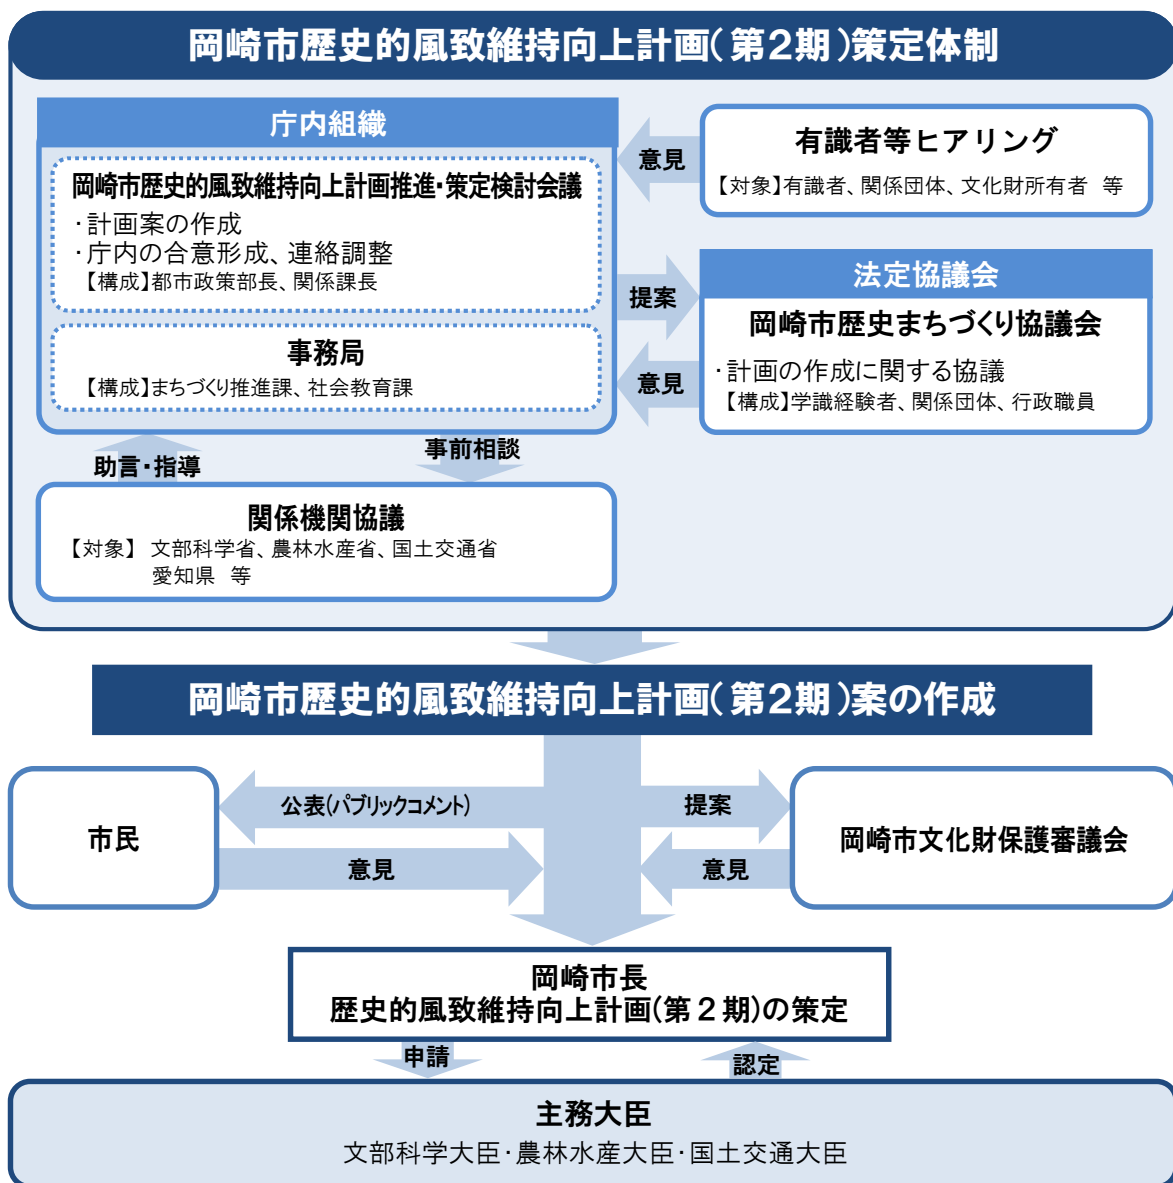 岡崎市歴史的風致維持向上計画(第2期)策定体制
庁内組織
岡崎市歴史的風致維持向上計画推進・策定検討会議
・計画案の作成
・庁内の合意形成、連絡調整
【構成】都市政策部長、関係課長
事務局
【構成】まちづくり推進課、社会教育課
意見
有識者等ヒアリング
【対象】有識者、関係団体、文化財所有者 等
提案
意見
法定協議会
岡崎市歴史まちづくり協議会
・計画の作成に関する協議
【構成】学識経験者、関係団体、行政職員
助言・指導
事前相談
関係機関協議
【対象】 文部科学省、農林水産省、国土交通省
愛知県 等
岡崎市歴史的風致維持向上計画(第2期)案の作成
市民
公表(パブリックコメント)
意見
提案
意見
岡崎市文化財保護審議会
岡崎市長
歴史的風致維持向上計画(第2期)の策定
申請
認定
主務大臣
文部科学大臣・農林水産大臣・国土交通大臣